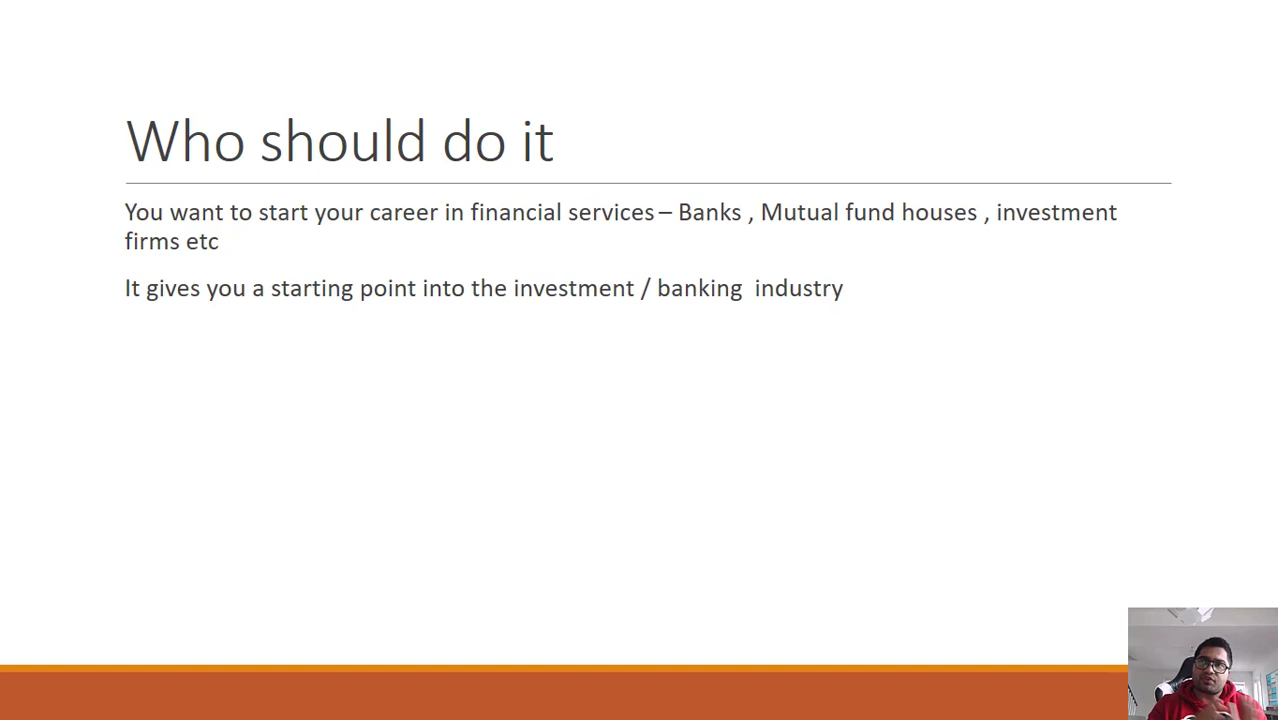 Who should do it
You want to start your career in financial services – Banks , Mutual fund houses , investment
firms etc
It gives you a starting point into the investment / banking  industry